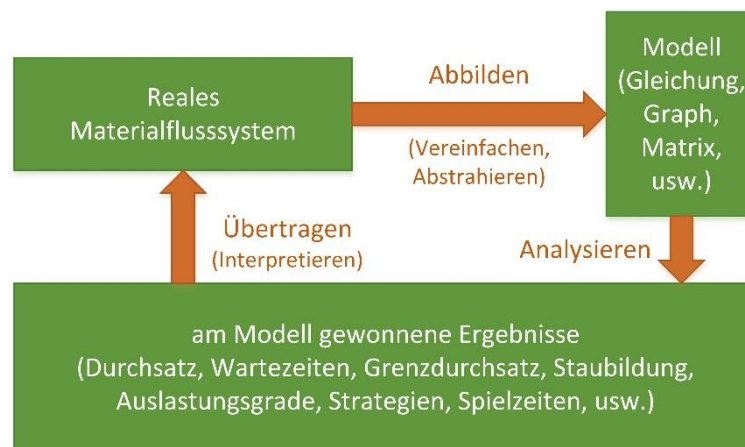 Reales
Materialflusssystem
Abbilden
(Vereinfachen,
Abstrahieren)
Modell
(Gleichung,
Graph,
Matrix,
usw.)
Übertragen
(Interpretieren)
Analysieren
am Modell gewonnene Ergebnisse
(Durchsatz, Wartezeiten, Grenzdurchsatz, Staubildung,
Auslastungsgrade, Strategien, Spielzeiten, usw.)